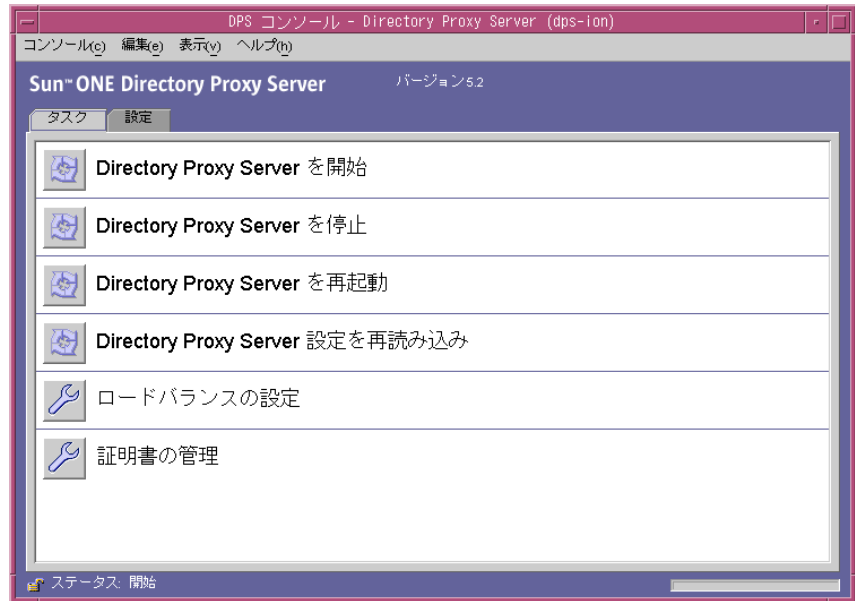 DPS コンソール - Directory Proxy Server (dps-ion)
コンソール(c) 編集(e) 表示(v) ヘルプ(h)
Sun™ ONE Directory Proxy Server バージョン5.2
タスク 設定
Directory Proxy Server を開始
Directory Proxy Server を停止
Directory Proxy Server を再起動
Directory Proxy Server 設定を再読み込み
ロードバランスの設定
証明書の管理
ステータス: 開始